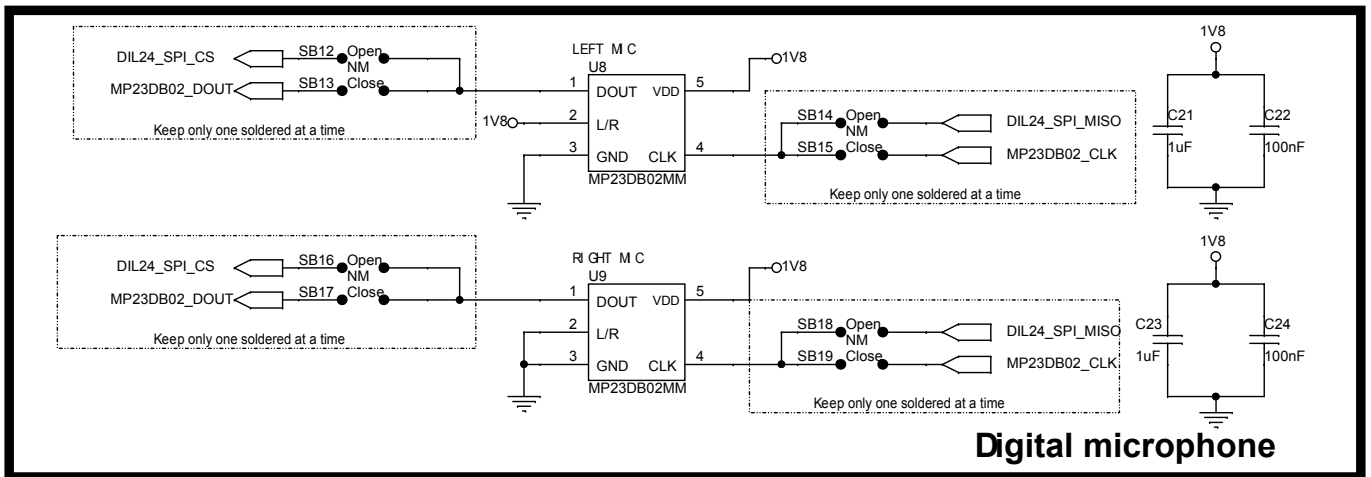 LEFT MIC
U8
DIL24_SPI_CS
SB12
Open
NM
MP23DB02_DOUT
SB13
Close
Keep only one soldered at a time
1 DOUT VDD 5
1V8
1V8
2 L/R
3 GND CLK 4
MP23DB02MM
SB14
Open
NM
DIL24_SPI_MISO
SB15
Close
MP23DB02_CLK
Keep only one soldered at a time
1V8
C21
1uF
C22
100nF
RIGHT MIC
U9
DIL24_SPI_CS
SB16
Open
NM
MP23DB02_DOUT
SB17
Close
Keep only one soldered at a time
1 DOUT VDD 5
1V8
2 L/R
3 GND CLK 4
MP23DB02MM
SB18
Open
NM
DIL24_SPI_MISO
SB19
Close
MP23DB02_CLK
Keep only one soldered at a time
1V8
C23
1uF
C24
100nF
Digital microphone